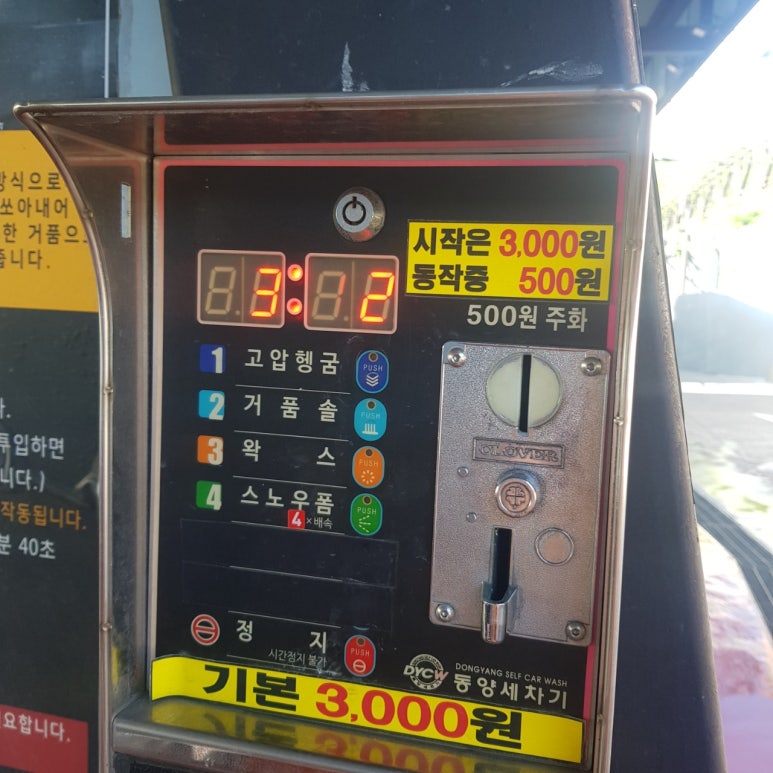 방식으로
쏘아내어
한 거품으로
줍니다.
투입하면
니다.)
작동됩니다.
분 40초
요합니다.
시작은 3,000원
동작중 500원
500원 주화
3:12
1 고압헹굼 PUSH
2 거품솔 PUSH
3 왁스 PUSH
4 스노우폼 PUSH
4×배속
CLOVER
정지 PUSH
시간정지 불가
DYCW
DONGYANG SELF CAR WASH
동양세차기
기본 3,000원